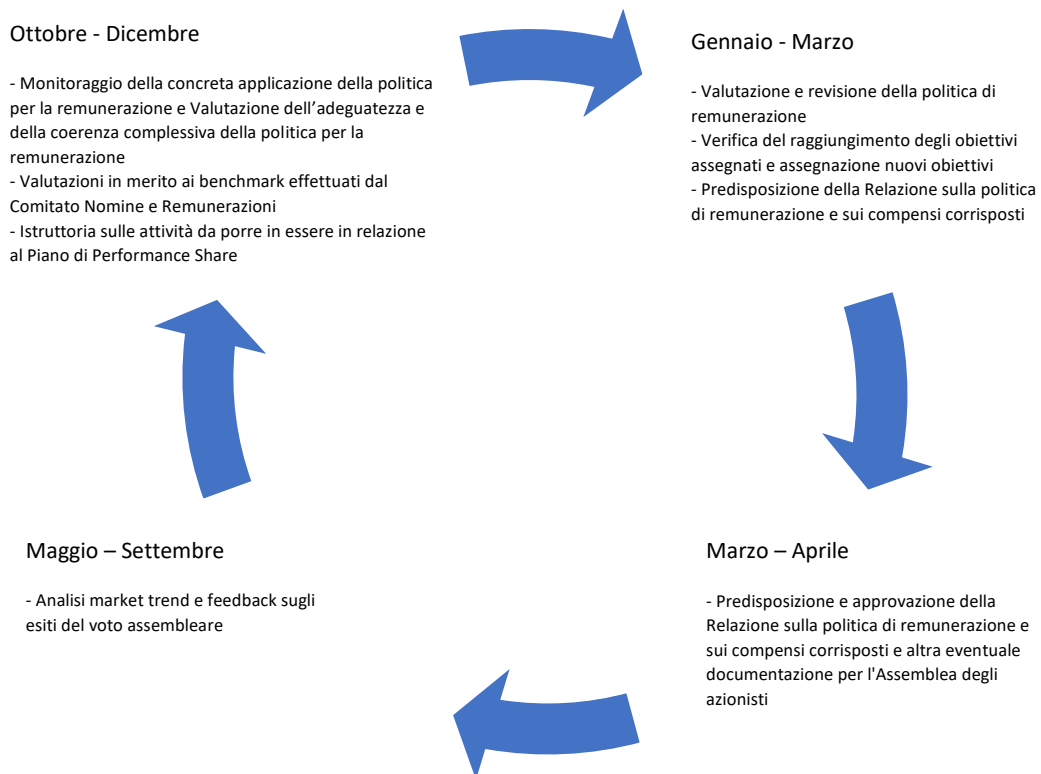 Ottobre - Dicembre
- Monitoraggio della concreta applicazione della politica
per la remunerazione e Valutazione dell’adeguatezza e
della coerenza complessiva della politica per la
remunerazione
- Valutazioni in merito ai benchmark effettuati dal
Comitato Nomine e Remunerazioni
- Istruttoria sulle attività da porre in essere in relazione
al Piano di Performance Share
Gennaio - Marzo
- Valutazione e revisione della politica di
remunerazione
- Verifica del raggiungimento degli obiettivi
assegnati e assegnazione nuovi obiettivi
- Predisposizione della Relazione sulla politica
di remunerazione e sui compensi corrisposti
Maggio – Settembre
- Analisi market trend e feedback sugli
esiti del voto assembleare
Marzo – Aprile
- Predisposizione e approvazione della
Relazione sulla politica di remunerazione e
sui compensi corrisposti e altra eventuale
documentazione per l'Assemblea degli
azionisti